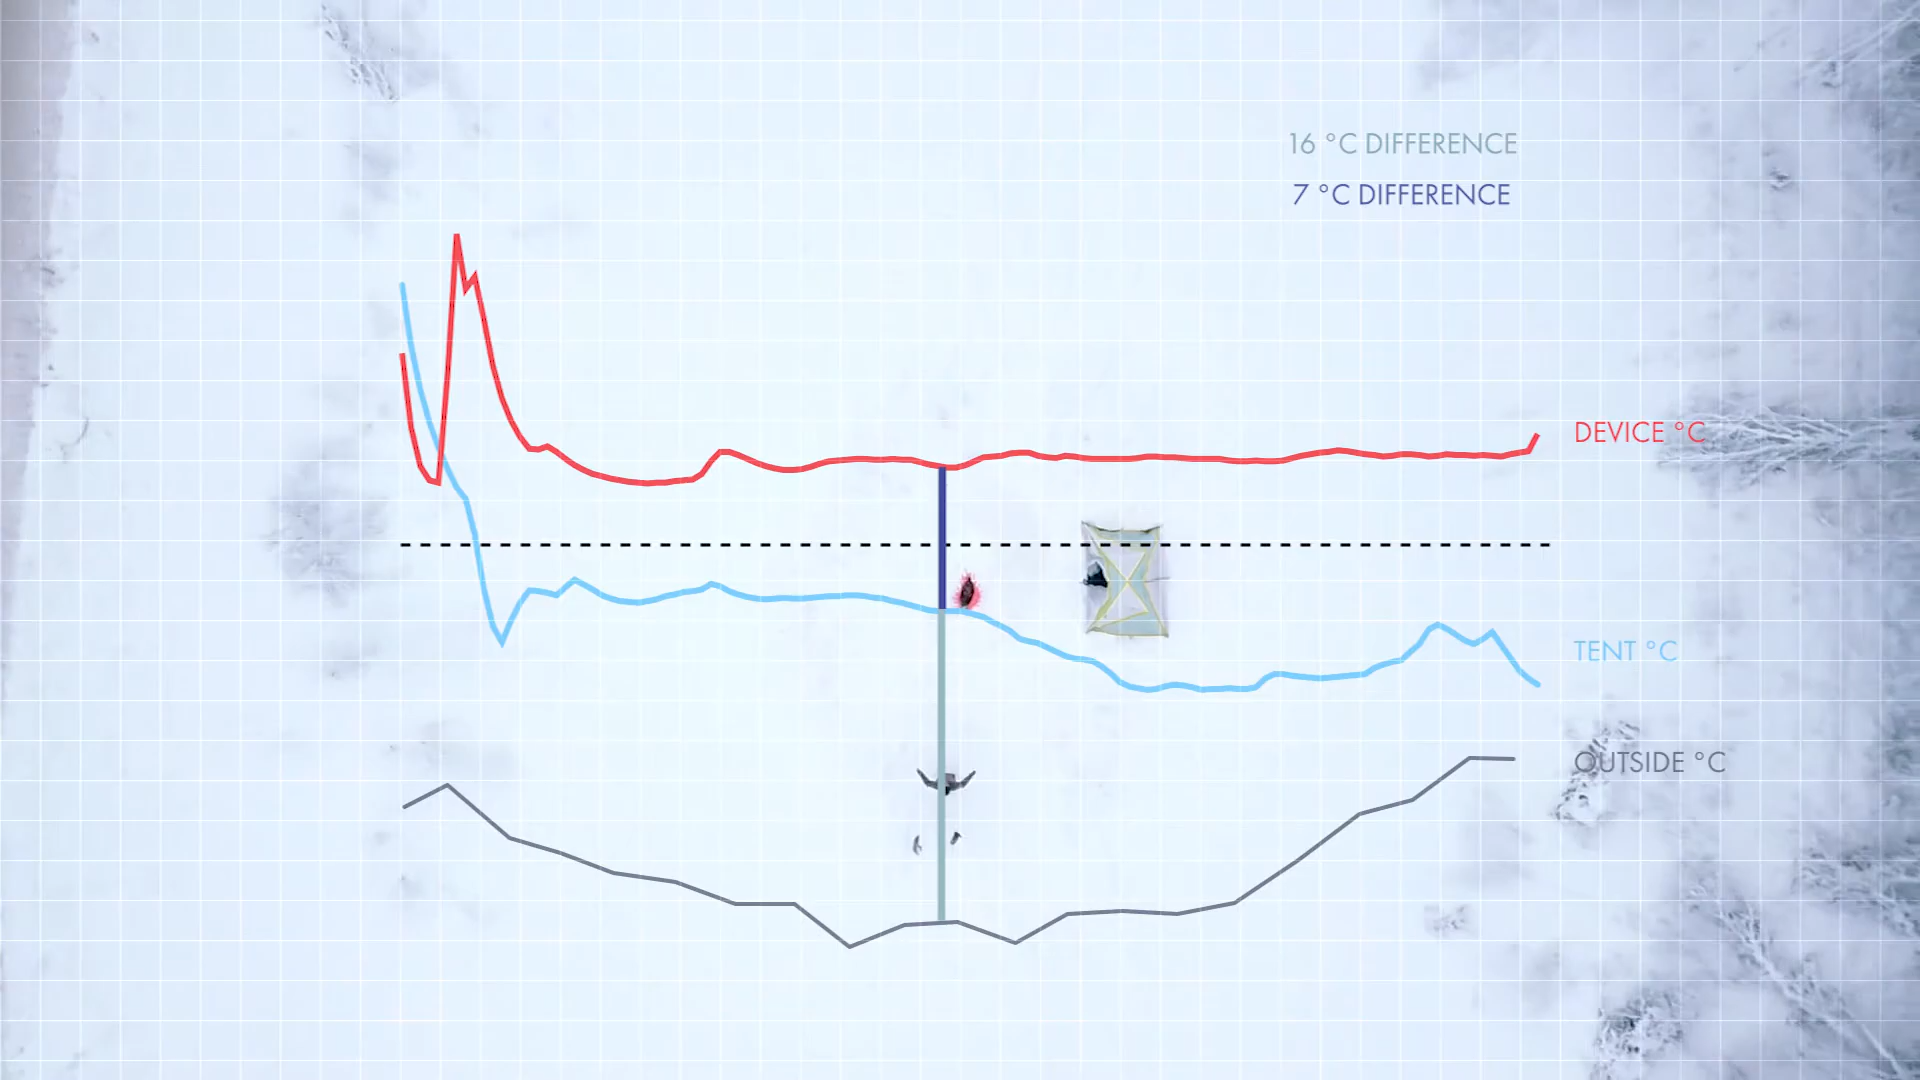 16 °C DIFFERENCE
7 °C DIFFERENCE
DEVICE °C
TENT °C
OUTSIDE °C